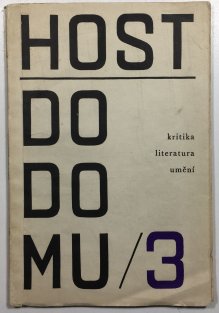 HOST
DO
DO
MU/3
kritika
literatura
umění